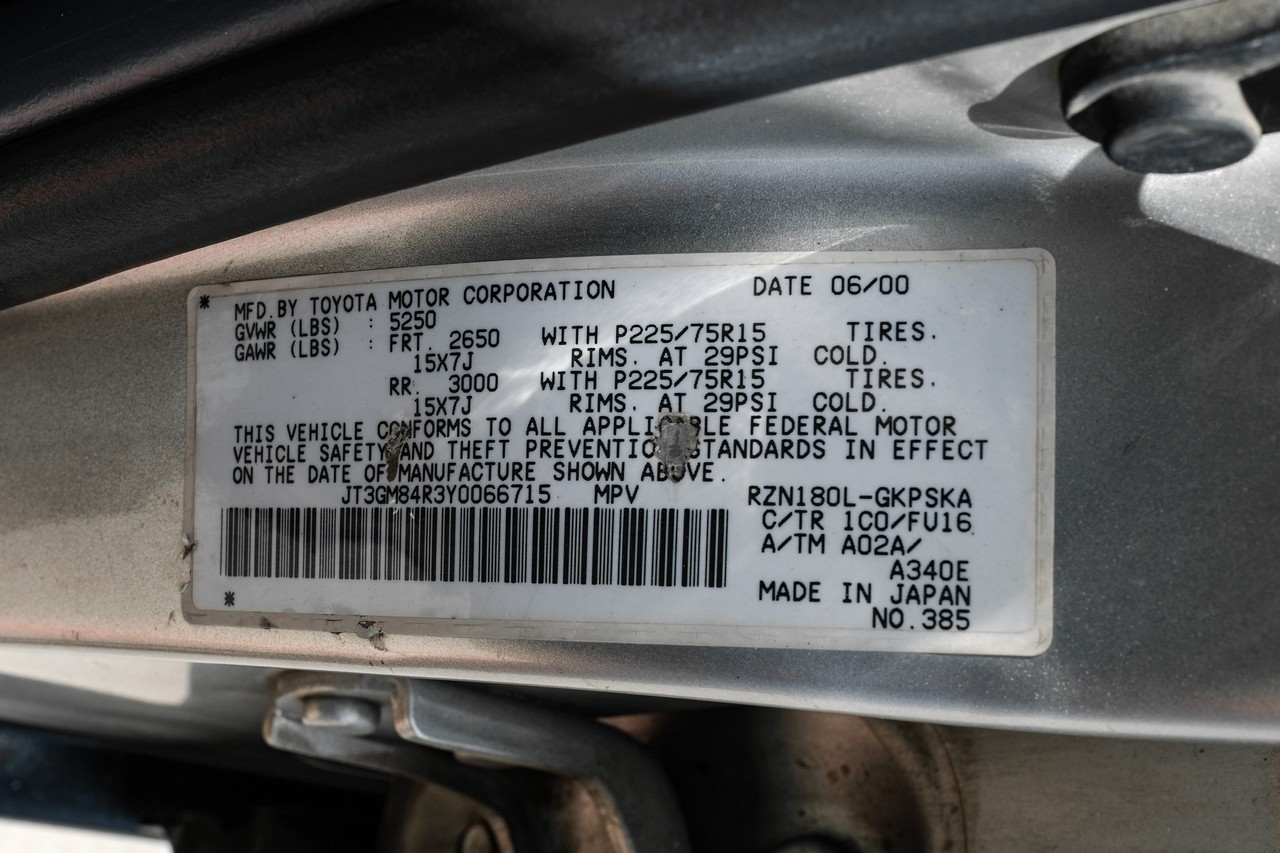 * MFD.BY TOYOTA MOTOR CORPORATION DATE 06/00
GVWR (LBS) : 5250
GAWR (LBS) : FRT. 2650 WITH P225/75R15 TIRES.
15X7J RIMS. AT 29PSI COLD.
RR. 3000 WITH P225/75R15 TIRES.
15X7J RIMS. AT 29PSI COLD.
THIS VEHICLE CONFORMS TO ALL APPLICABLE FEDERAL MOTOR
VEHICLE SAFETY AND THEFT PREVENTION STANDARDS IN EFFECT
ON THE DATE OF MANUFACTURE SHOWN ABOVE.
JT3GM84R3Y0066715 MPV RZN180L-GKPSKA
C/TR 1C0/FU16
A/TM A02A/
A340E
* MADE IN JAPAN
NO.385